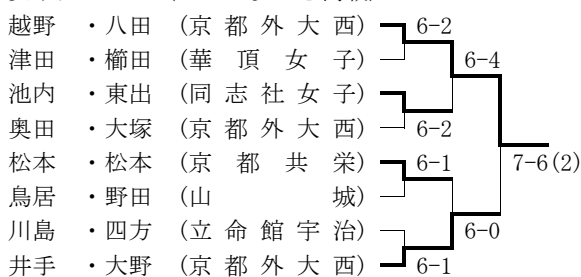 越野 ・八田 (京 都 外 大 西) 6-2
津田 ・櫛田 (華 頂 女 子) 6-4
池内 ・東出 (同 志 社 女 子)
奥田 ・大塚 (京 都 外 大 西) 6-2
松本 ・松本 (京 都 共 栄) 6-1 7-6(2)
鳥居 ・野田 (山 城)
川島 ・四方 (立 命 館 宇 治) 6-0
井手 ・大野 (京 都 外 大 西) 6-1